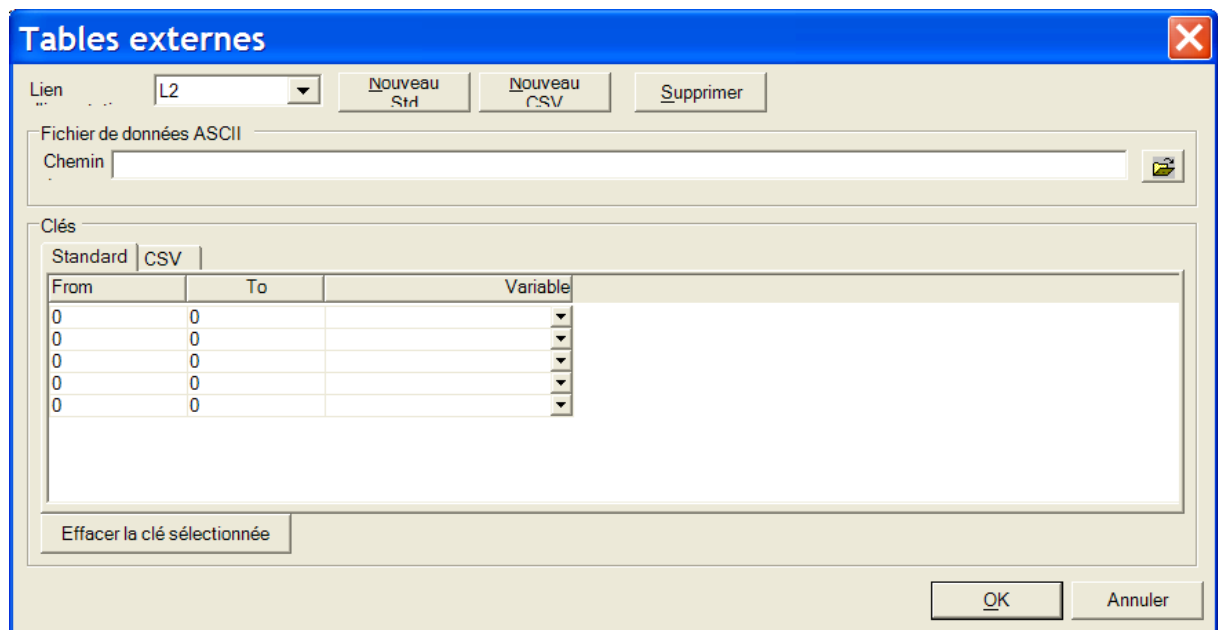 Tables externes
Lien L2 Nouveau Std Nouveau CSV Supprimer
Fichier de données ASCII
Chemin
Clés
Standard CSV
From To Variable
0 0
0 0
0 0
0 0
0 0
Effacer la clé sélectionnée
OK Annuler